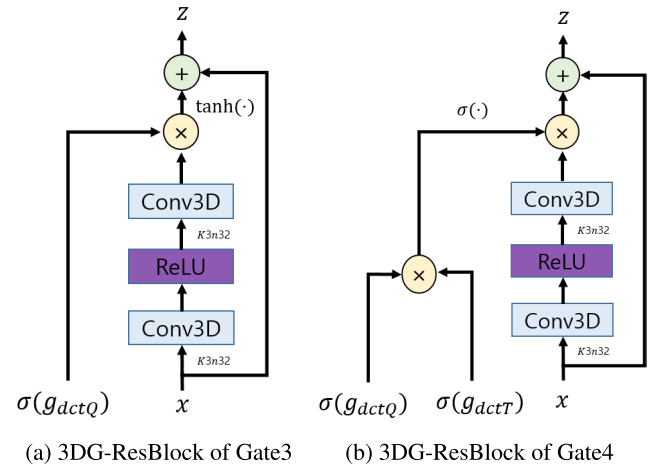 z
+
tanh(·)
×
Conv3D
K3n32
ReLU
Conv3D
K3n32
σ(g_dctQ)
x
(a) 3DG-ResBlock of Gate3
z
+
σ(·)
×
Conv3D
K3n32
ReLU
×
Conv3D
K3n32
σ(g_dctQ)
σ(g_dctT)
x
(b) 3DG-ResBlock of Gate4